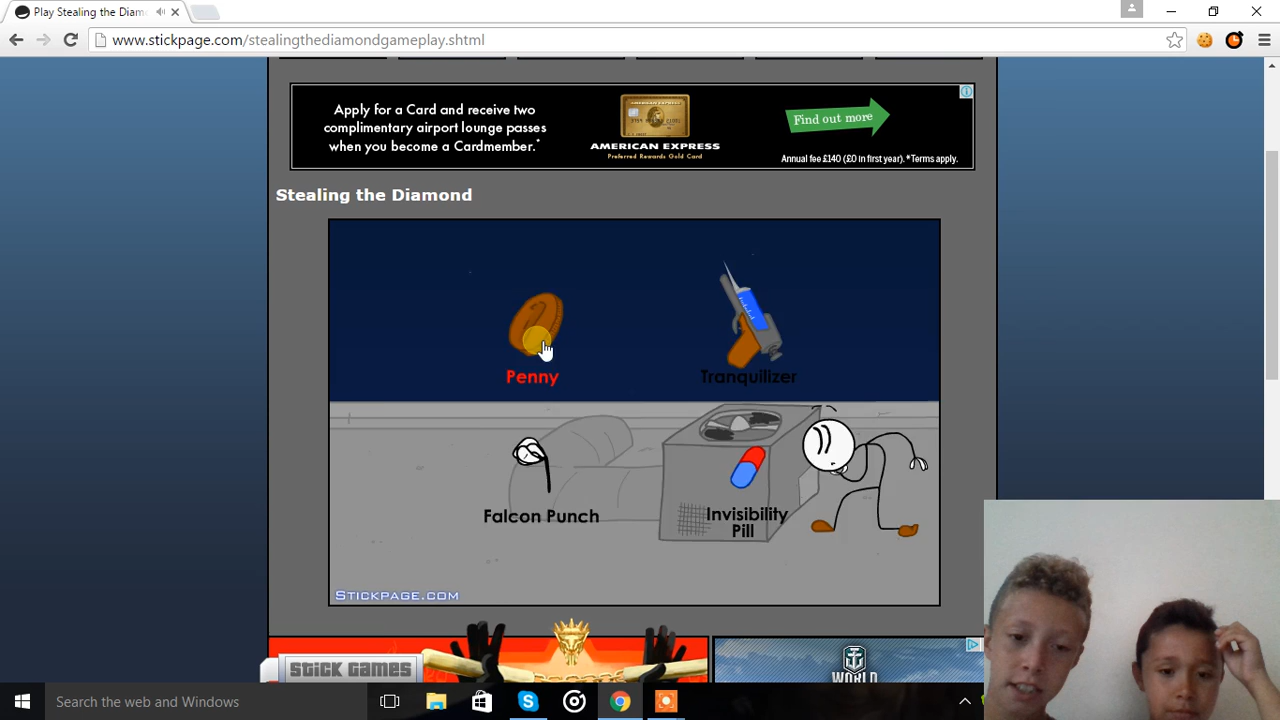 Play Stealing the Diam
www.stickpage.com/stealingthediamondgameplay.shtml
Apply for a Card and receive two
complimentary airport lounge passes
when you become a Cardmember.*
AMERICAN EXPRESS
Preferred Rewards Gold Card
Find out more
Annual fee £140 (£0 in first year). *Terms apply.
Stealing the Diamond
Penny
Tranquilizer
Falcon Punch
Invisibility
Pill
STICKPAGE.COM
STICK GAMES
WORLD
Search the web and Windows